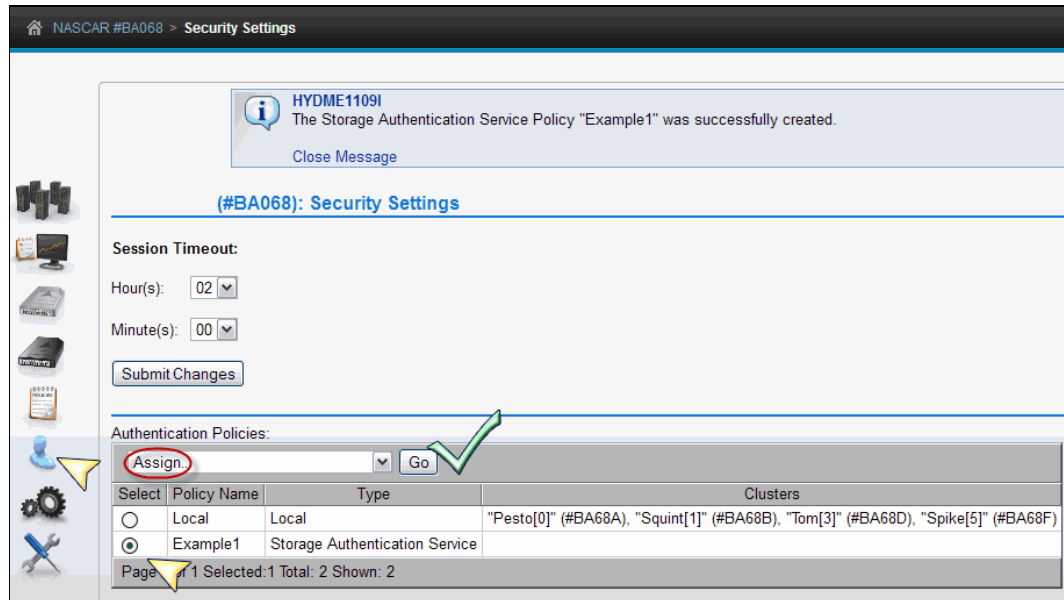 NASCAR #BA068 > Security Settings
HYDME1109I
The Storage Authentication Service Policy "Example1" was successfully created.
Close Message
(#BA068): Security Settings
Session Timeout:
Hour(s): 02
Minute(s): 00
Submit Changes
Authentication Policies:
Assign.. Go
Select Policy Name Type Clusters
Local Local "Pesto[0]" (#BA68A), "Squint[1]" (#BA68B), "Tom[3]" (#BA68D), "Spike[5]" (#BA68F)
Example1 Storage Authentication Service
Page 1 Selected:1 Total: 2 Shown: 2